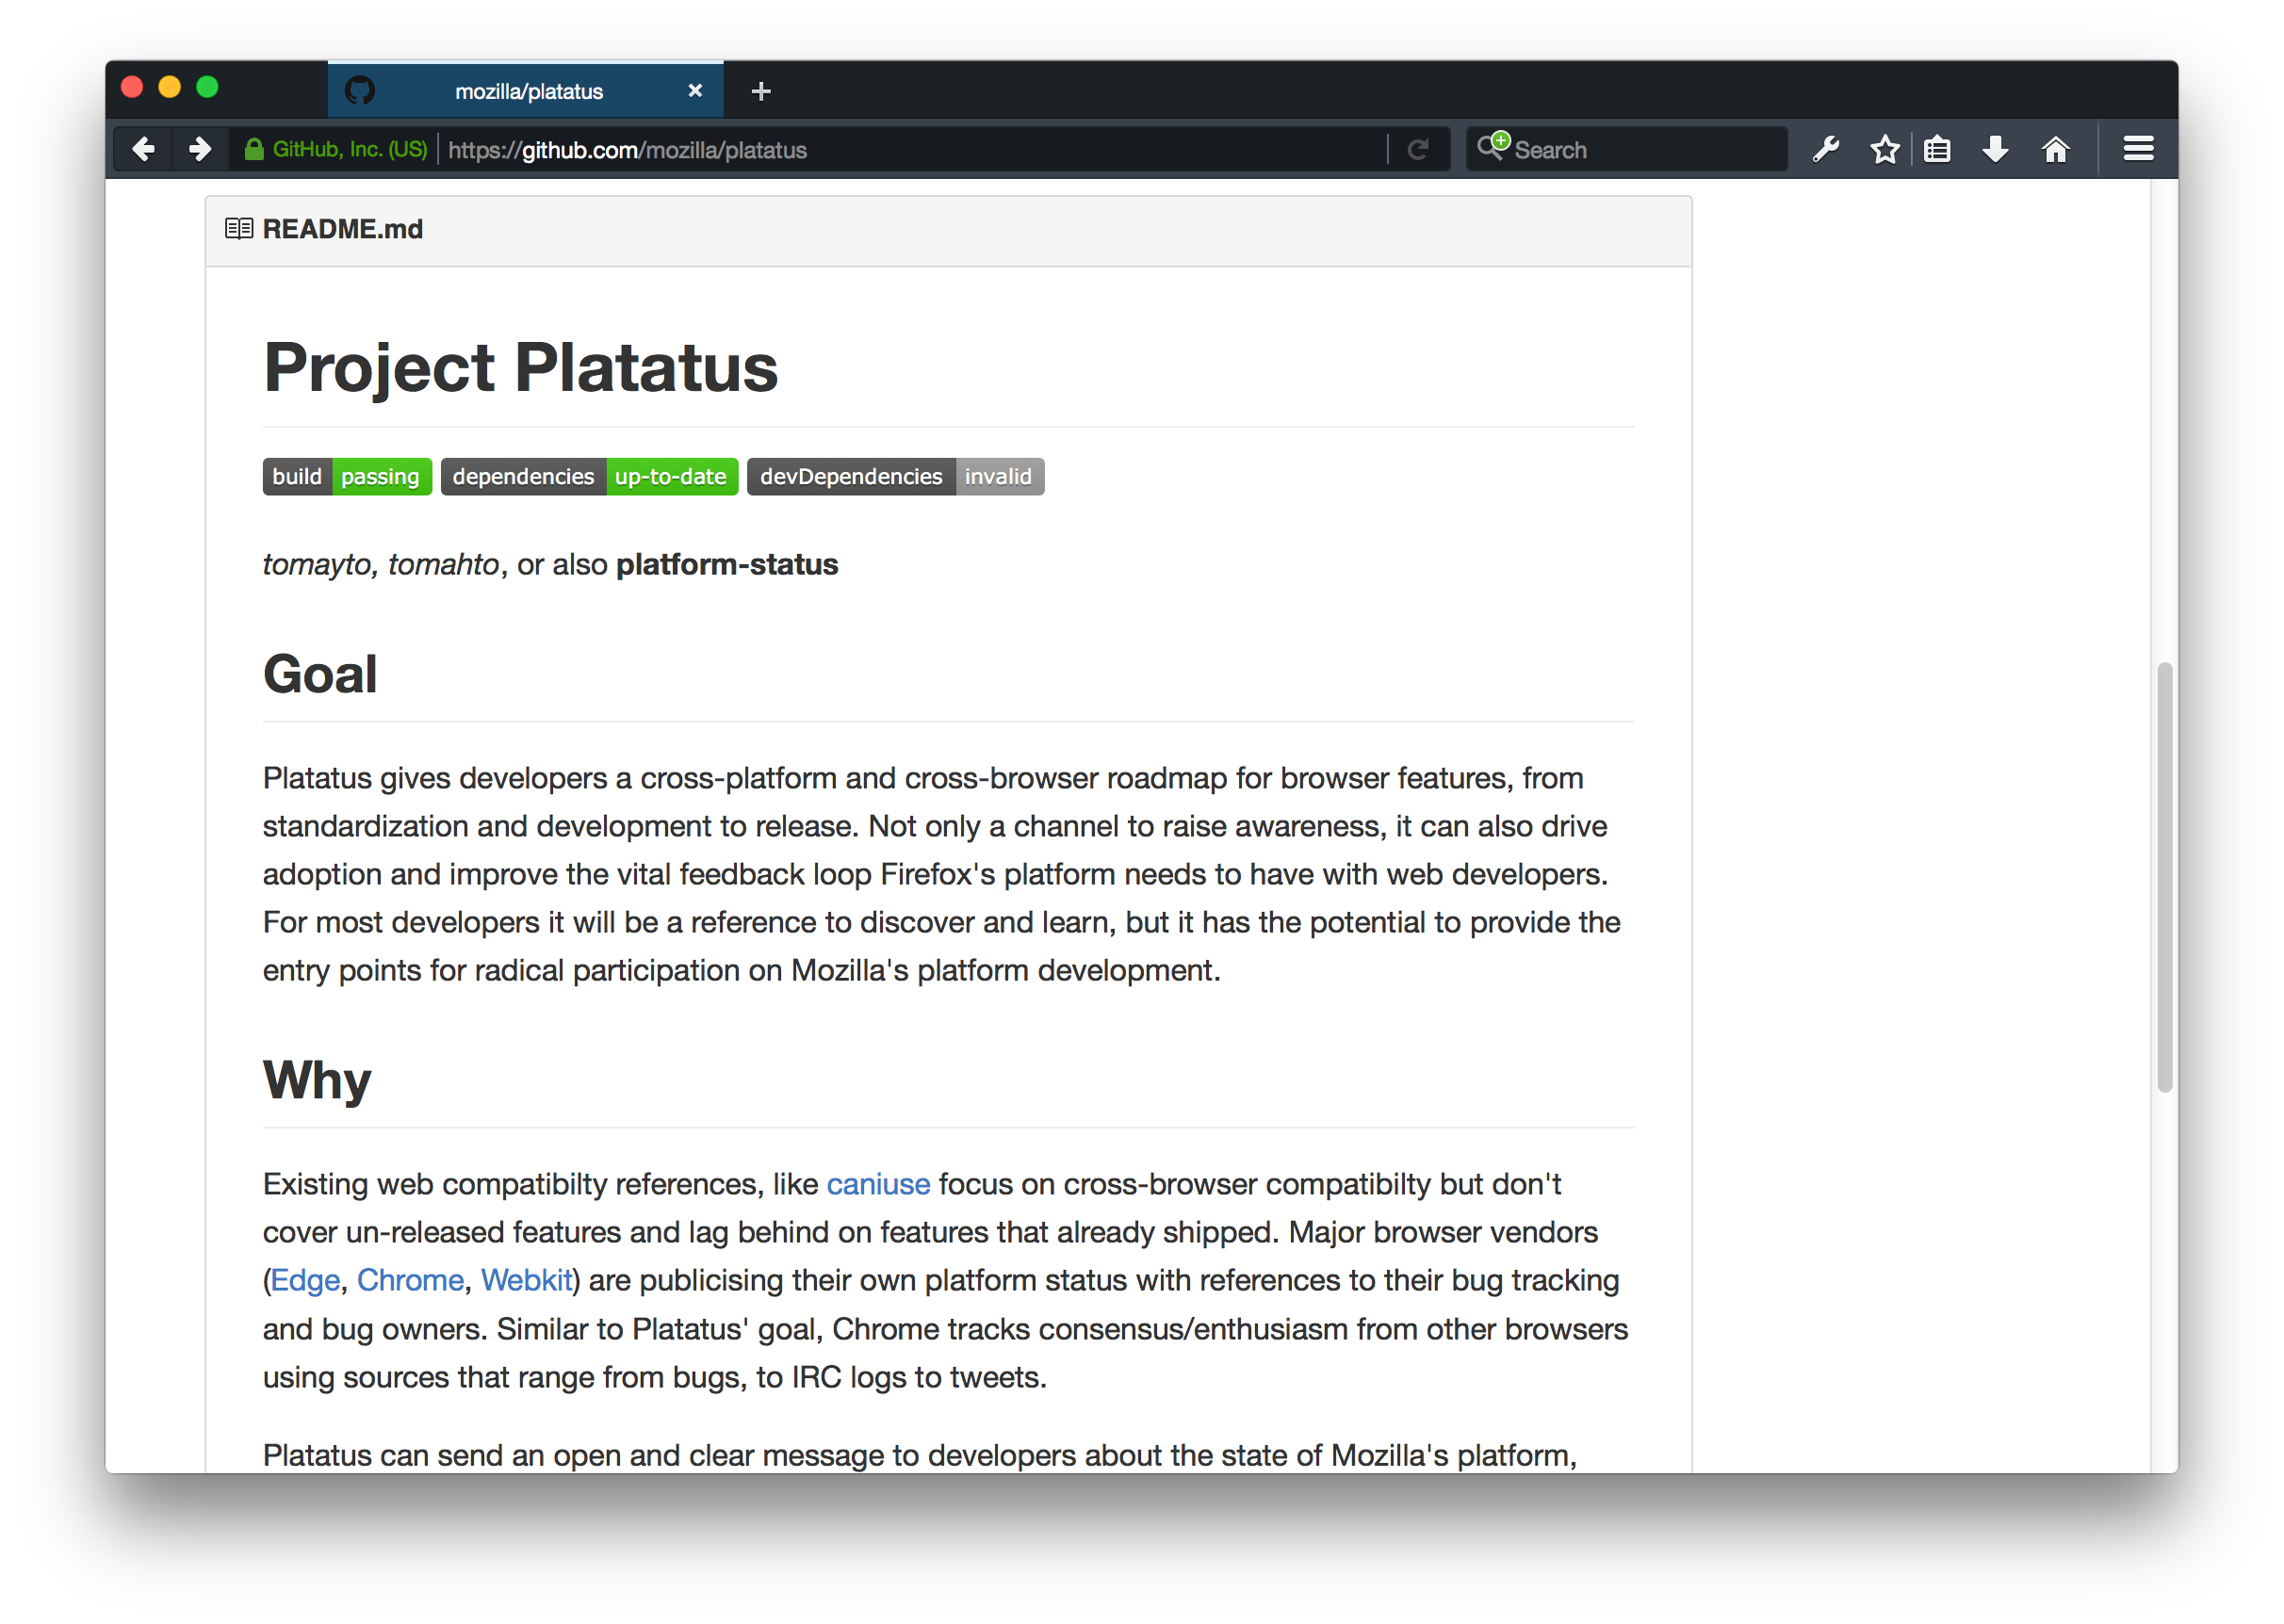 mozilla/platatus
GitHub, Inc. (US) https://github.com/mozilla/platatus Search
README.md
Project Platatus
build passing dependencies up-to-date devDependencies invalid
tomayto, tomahto, or also platform-status
Goal
Platatus gives developers a cross-platform and cross-browser roadmap for browser features, from
standardization and development to release. Not only a channel to raise awareness, it can also drive
adoption and improve the vital feedback loop Firefox's platform needs to have with web developers.
For most developers it will be a reference to discover and learn, but it has the potential to provide the
entry points for radical participation on Mozilla's platform development.
Why
Existing web compatibilty references, like caniuse focus on cross-browser compatibilty but don't
cover un-released features and lag behind on features that already shipped. Major browser vendors
(Edge, Chrome, Webkit) are publicising their own platform status with references to their bug tracking
and bug owners. Similar to Platatus' goal, Chrome tracks consensus/enthusiasm from other browsers
using sources that range from bugs, to IRC logs to tweets.
Platatus can send an open and clear message to developers about the state of Mozilla's platform,